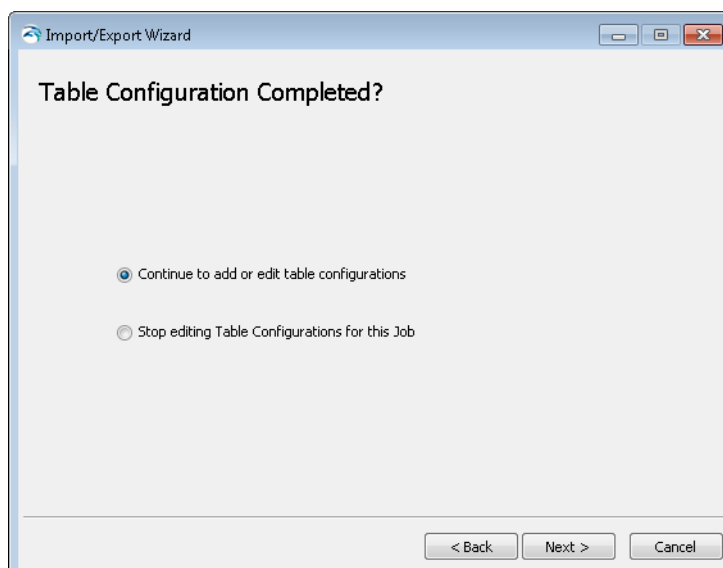 Import/Export Wizard
Table Configuration Completed?
Continue to add or edit table configurations
Stop editing Table Configurations for this Job
< Back Next > Cancel